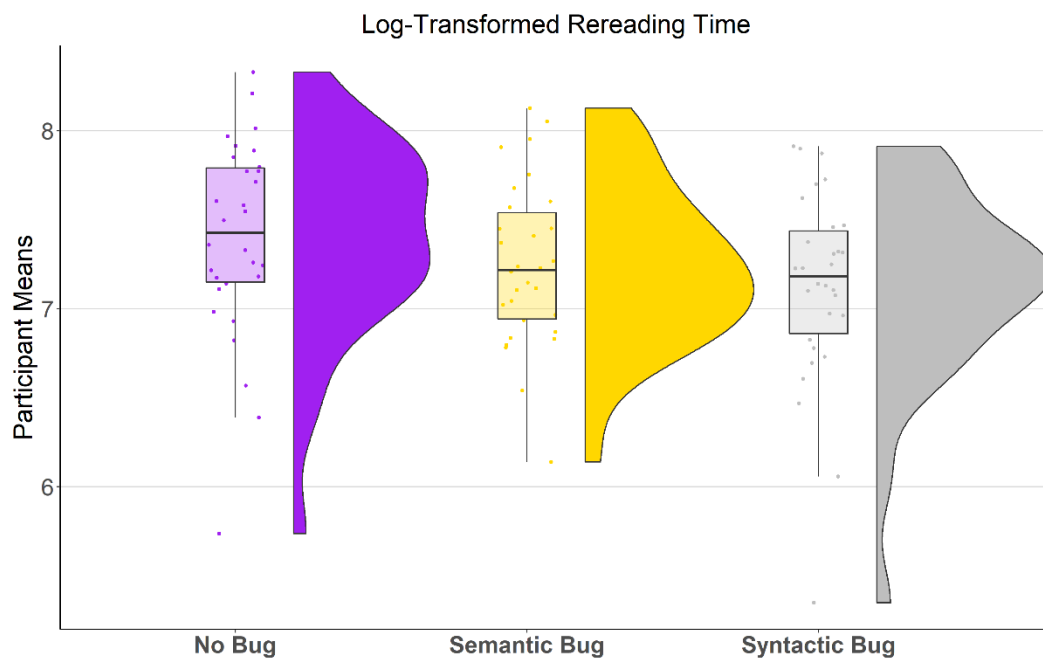 Log-Transformed Rereading Time
Participant Means
8
7
6
No Bug
Semantic Bug
Syntactic Bug